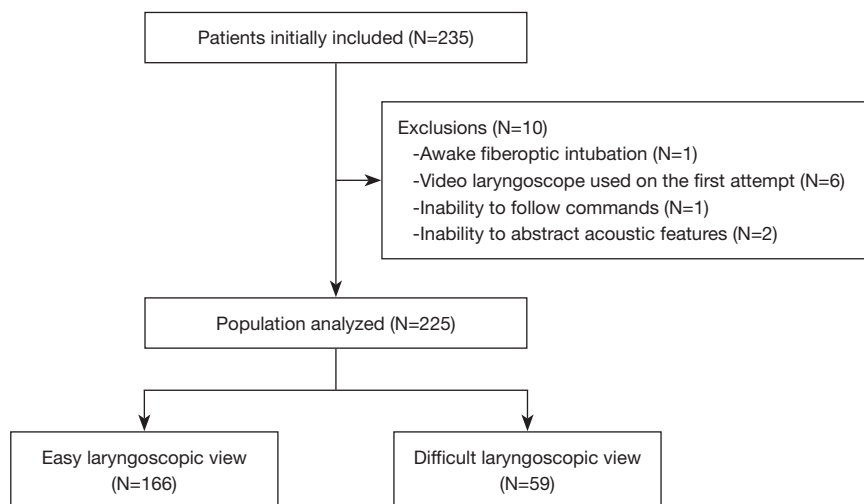 Patients initially included (N=235)
Exclusions (N=10)
-Awake fiberoptic intubation (N=1)
-Video laryngoscope used on the first attempt (N=6)
-Inability to follow commands (N=1)
-Inability to abstract acoustic features (N=2)
Population analyzed (N=225)
Easy laryngoscopic view
(N=166)
Difficult laryngoscopic view
(N=59)